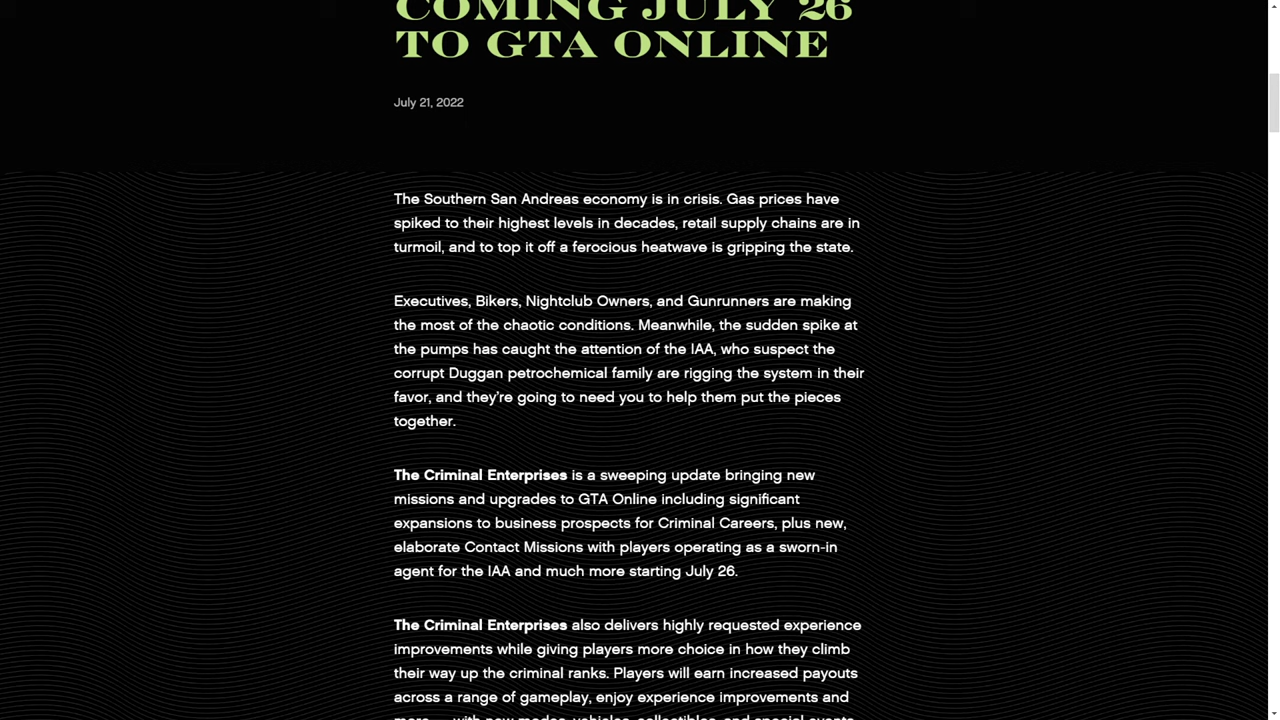 COMING JULY 26
TO GTA ONLINE
July 21, 2022
The Southern San Andreas economy is in crisis. Gas prices have
spiked to their highest levels in decades, retail supply chains are in
turmoil, and to top it off a ferocious heatwave is gripping the state.
Executives, Bikers, Nightclub Owners, and Gunrunners are making
the most of the chaotic conditions. Meanwhile, the sudden spike at
the pumps has caught the attention of the IAA, who suspect the
corrupt Duggan petrochemical family are rigging the system in their
favor, and they’re going to need you to help them put the pieces
together.
The Criminal Enterprises is a sweeping update bringing new
missions and upgrades to GTA Online including significant
expansions to business prospects for Criminal Careers, plus new,
elaborate Contact Missions with players operating as a sworn-in
agent for the IAA and much more starting July 26.
The Criminal Enterprises also delivers highly requested experience
improvements while giving players more choice in how they climb
their way up the criminal ranks. Players will earn increased payouts
across a range of gameplay, enjoy experience improvements and
more — with new modes, vehicles, collectibles, and special events